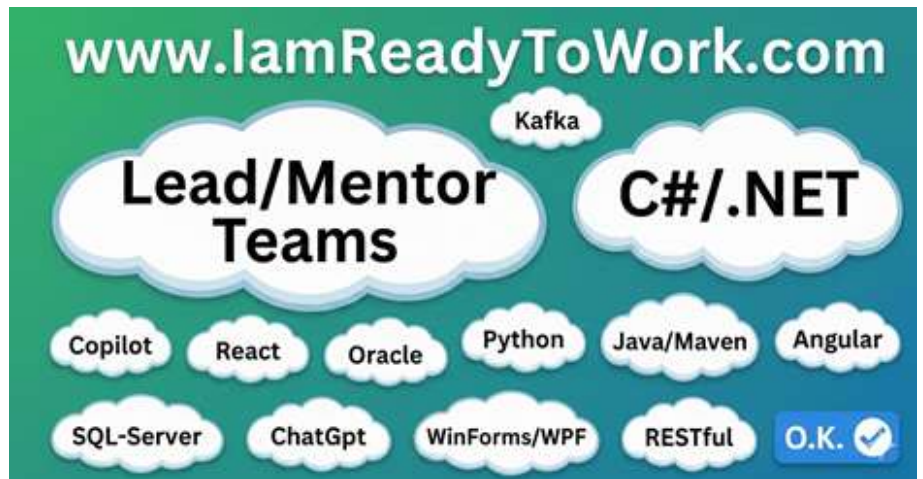 www.IamReadyToWork.com
Kafka
Lead/Mentor
Teams
C#/.NET
Copilot
React
Oracle
Python
Java/Maven
Angular
SQL-Server
ChatGpt
WinForms/WPF
RESTful
O.K.